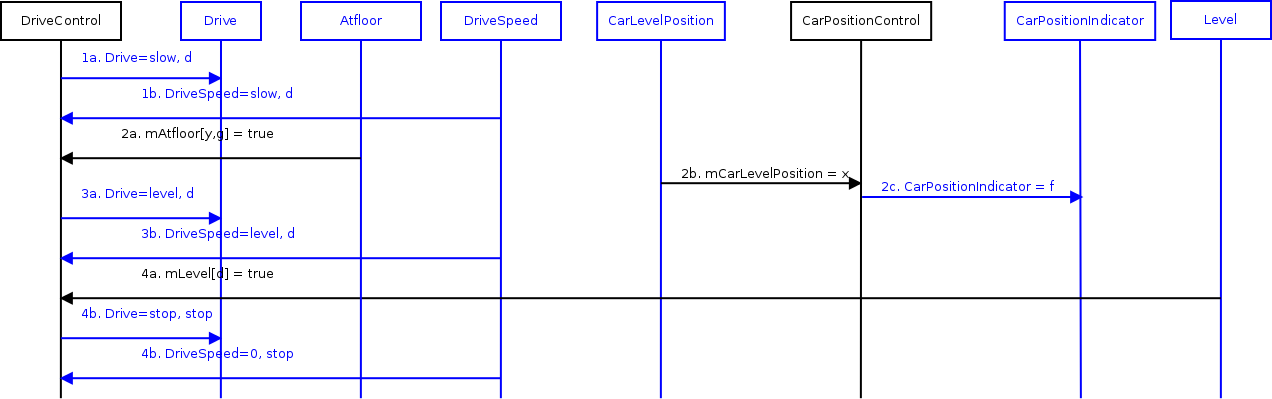 DriveControl
Drive
Atfloor
DriveSpeed
CarLevelPosition
CarPositionControl
CarPositionIndicator
Level
1a. Drive=slow, d
1b. DriveSpeed=slow, d
2a. mAtfloor[y,g] = true
2b. mCarLevelPosition = x
2c. CarPositionIndicator = f
3a. Drive=level, d
3b. DriveSpeed=level, d
4a. mLevel[d] = true
4b. Drive=stop, stop
4b. DriveSpeed=0, stop